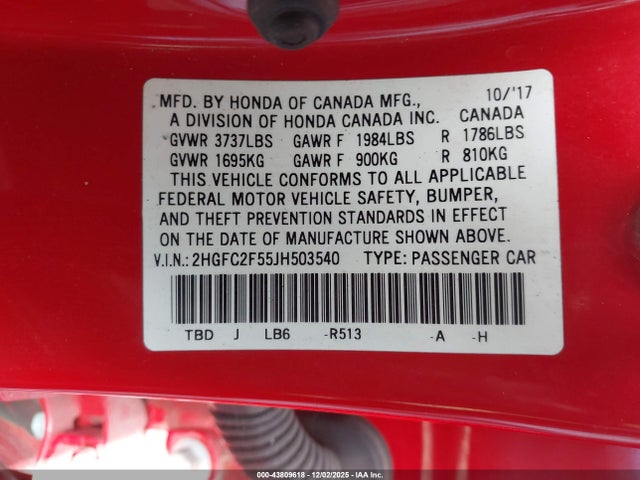 MFD. BY HONDA OF CANADA MFG., 10/'17
A DIVISION OF HONDA CANADA INC. CANADA
GVWR 3737LBS GAWR F 1984LBS R 1786LBS
GVWR 1695KG GAWR F 900KG R 810KG
THIS VEHICLE CONFORMS TO ALL APPLICABLE
FEDERAL MOTOR VEHICLE SAFETY, BUMPER,
AND THEFT PREVENTION STANDARDS IN EFFECT
ON THE DATE OF MANUFACTURE SHOWN ABOVE.
V.I.N.: 2HGFC2F55JH503540 TYPE: PASSENGER CAR
TBD J LB6 -R513 -A -H
000-43809618 - 12/02/2025 - IAA Inc.